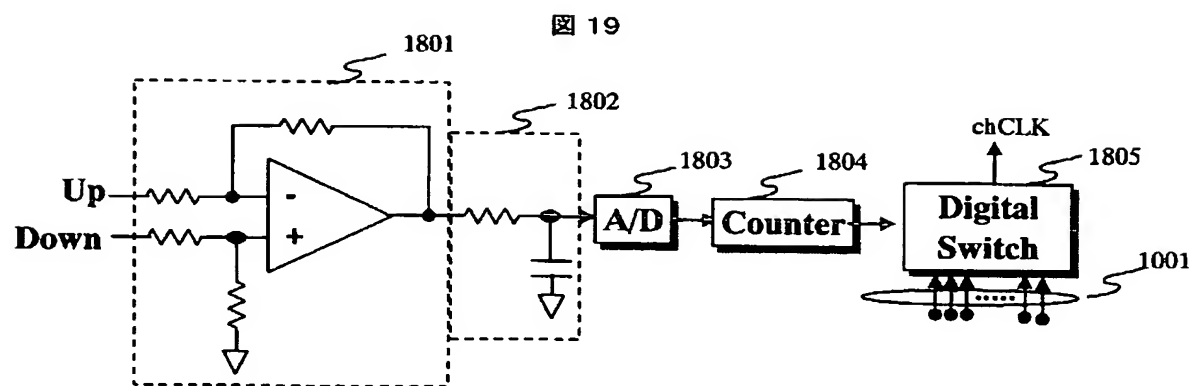 図 19
1801
1802
chCLK
1803
1804
1805
Up
-
Down
+
A/D
Counter
Digital
Switch
1001